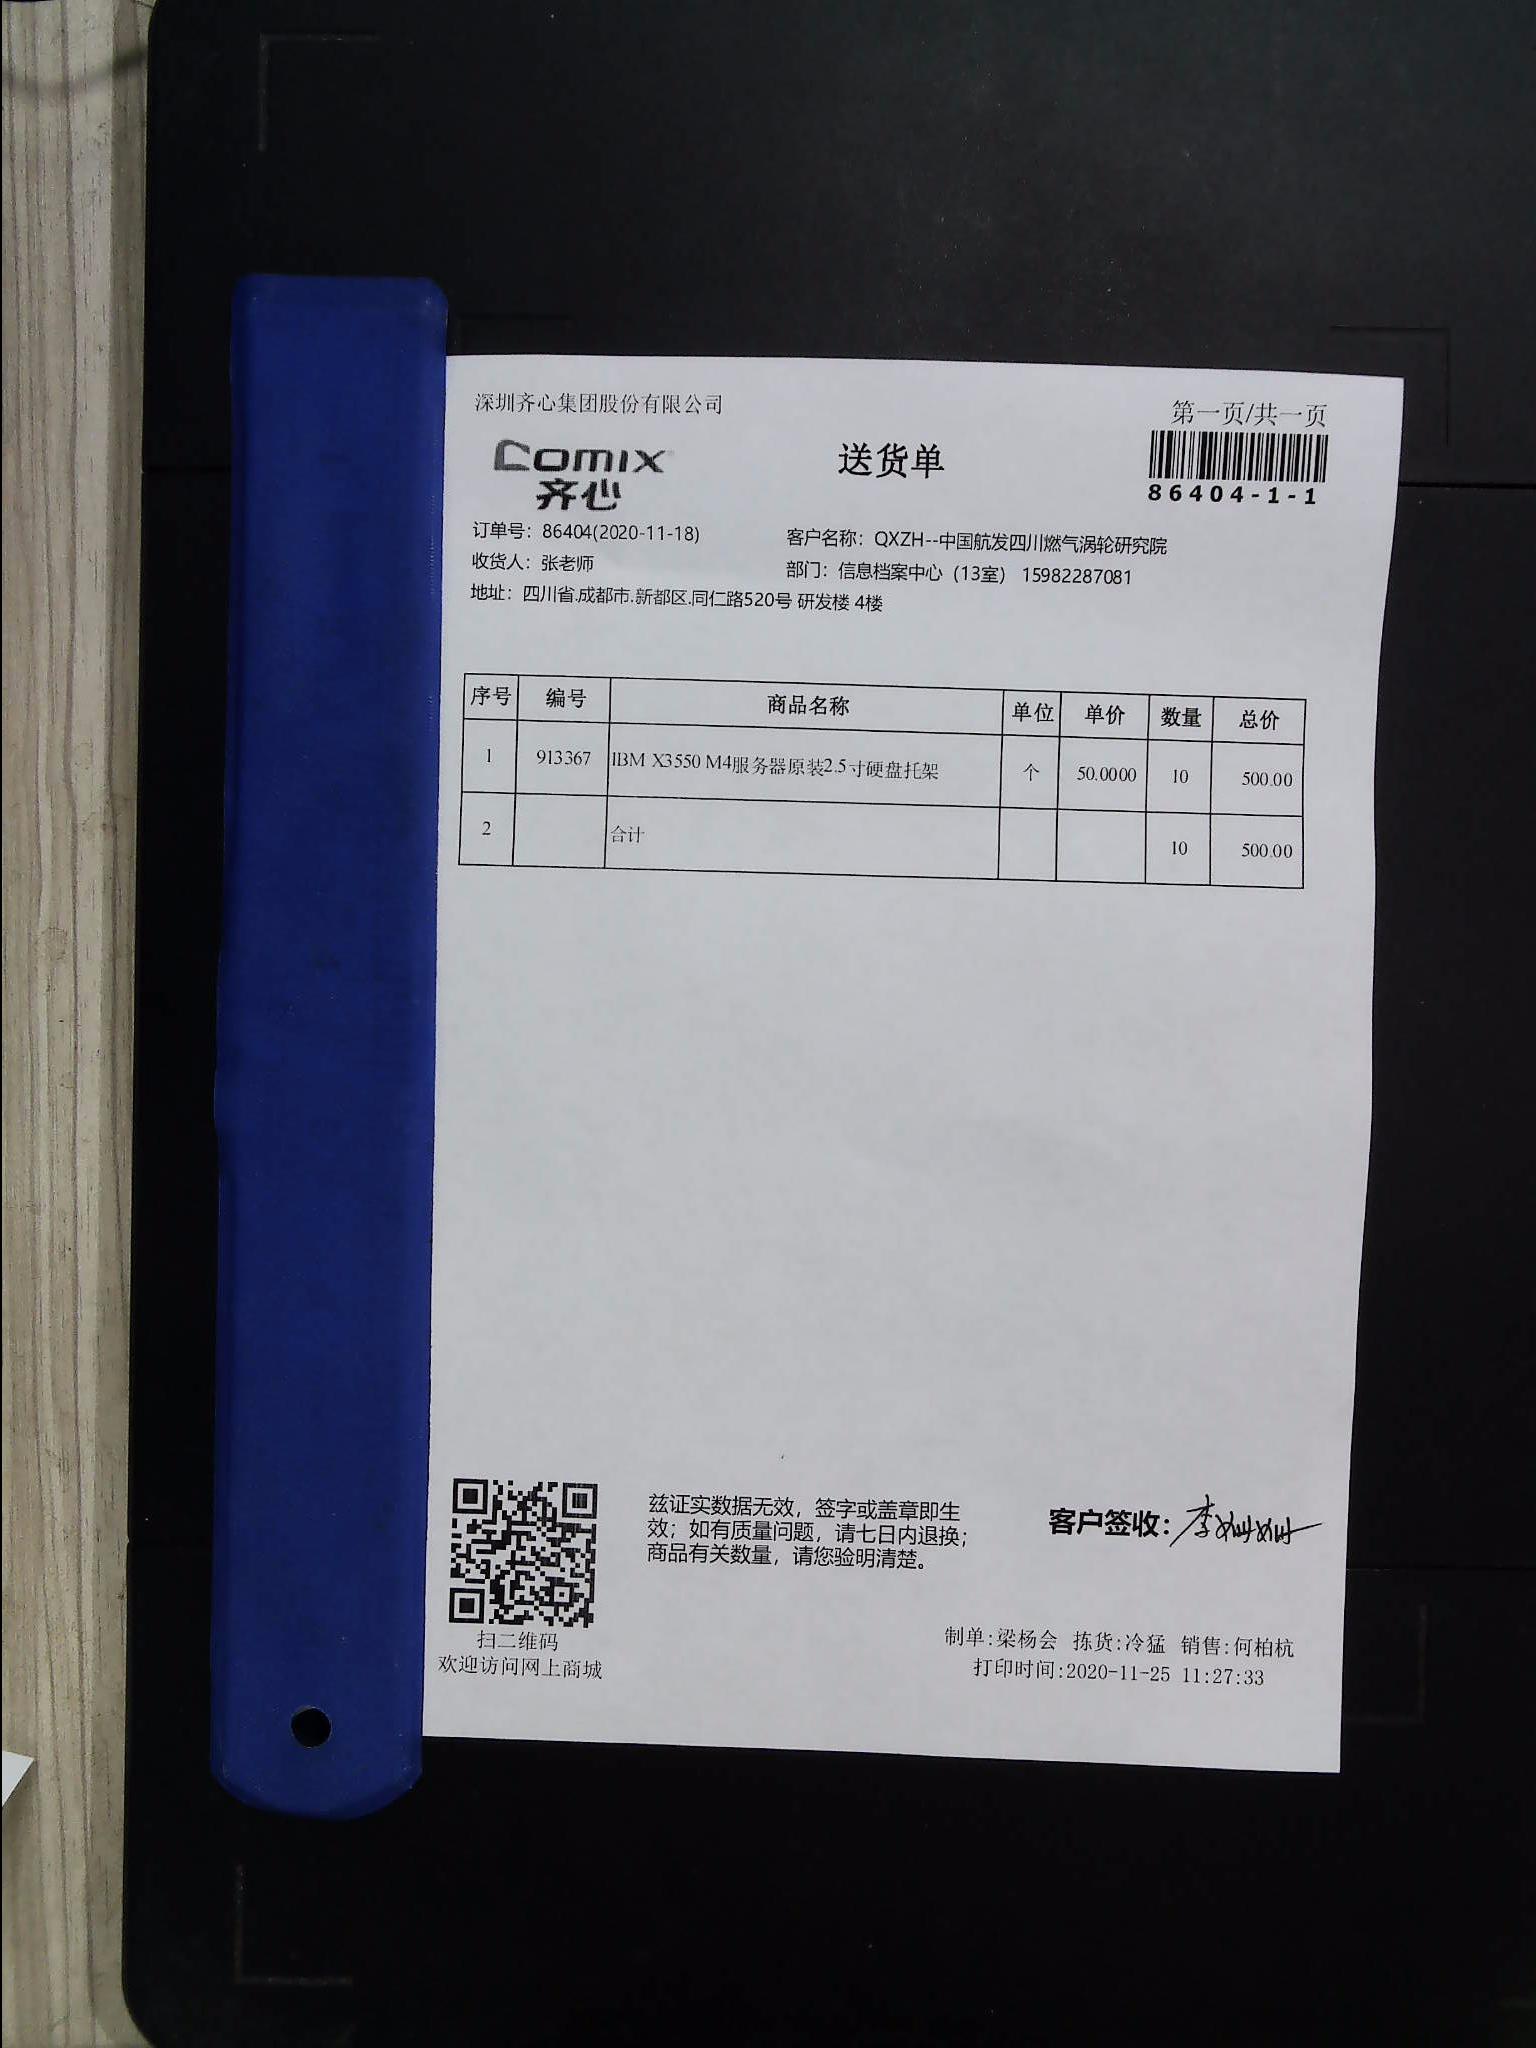 深圳齐心集团股份有限公司
第一页/共一页
comix
齐心
送货单
86404-1-1
订单号：86404(2020-11-18)
客户名称：QXZH--中国航发四川燃气涡轮研究院
收货人：张老师
部门：信息档案中心（13室） 15982287081
地址：四川省.成都市.新都区.同仁路520号 研发楼 4楼
序号 编号 商品名称 单位 单价 数量 总价
1 913367 IBM X3550 M4服务器原装2.5寸硬盘托架 个 50.0000 10 500.00
2 合计 10 500.00
兹证实数据无效，签字或盖章即生
效；如有质量问题，请七日内退换；
商品有关数量，请您验明清楚。
客户签收：李姗姗
扫二维码
欢迎访问网上商城
制单:梁杨会 拣货:冷猛 销售:何柏杭
打印时间:2020-11-25 11:27:33